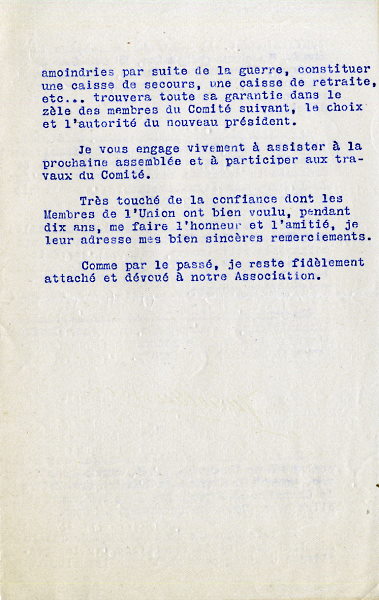 amoindries par suite de la guerre, constituer
une caisse de secours, une caisse de retraite,
etc... trouvera toute sa garantie dans le
zèle des membres du Comité suivant, le choix
et l'autorité du nouveau président.
Je vous engage vivement à assister à la
prochaine assemblée et à participer aux tra-
vaux du Comité.
Très touché de la confiance dont les
Membres de l'Union ont bien voulu, pendant
dix ans, me faire l'honneur et l'amitié, je
leur adresse mes bien sincères remerciements.
Comme par le passé, je reste fidèlement
attaché et dévoué à notre Association.